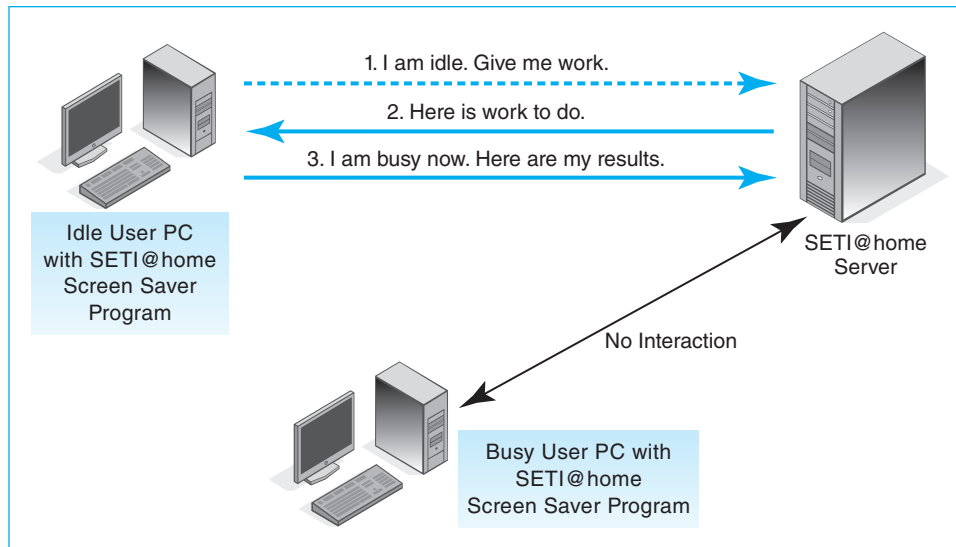 1. I am idle. Give me work.
2. Here is work to do.
3. I am busy now. Here are my results.
Idle User PC
with SETI@home
Screen Saver
Program
SETI@home
Server
No Interaction
Busy User PC with
SETI@home
Screen Saver Program